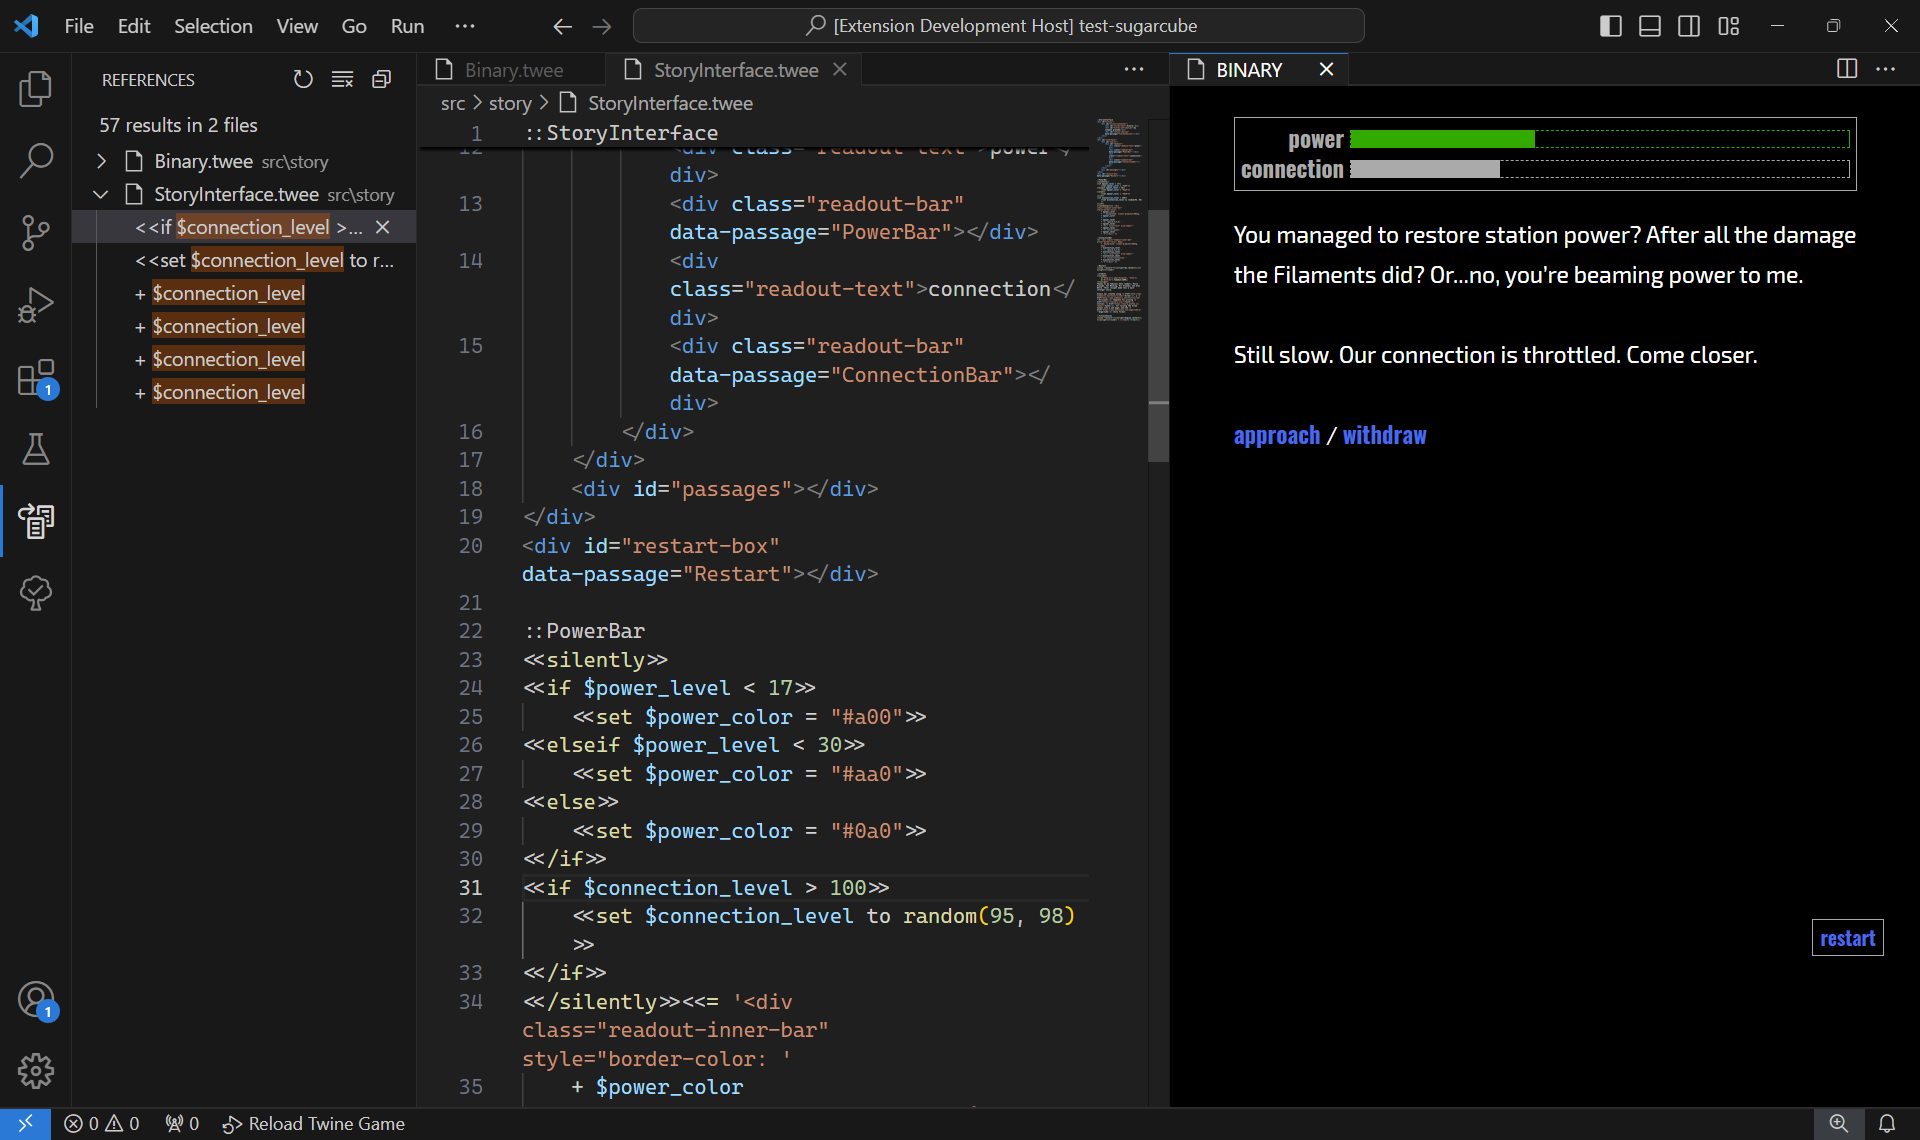 File Edit Selection View Go Run ···
[Extension Development Host] test-sugarcube
REFERENCES
57 results in 2 files
Binary.twee src\story
StoryInterface.twee src\story
<<if $connection_level >...
<<set $connection_level to r...
+ $connection_level
+ $connection_level
+ $connection_level
+ $connection_level
1
1
Binary.twee
StoryInterface.twee
src > story > StoryInterface.twee
1 ::StoryInterface
12 <div class="readout-text">power</
div>
13 <div class="readout-bar"
data-passage="PowerBar"></div>
14 <div
class="readout-text">connection</
div>
15 <div class="readout-bar"
data-passage="ConnectionBar"></
div>
16 </div>
17 </div>
18 <div id="passages"></div>
19 </div>
20 <div id="restart-box"
data-passage="Restart"></div>
21
22 ::PowerBar
23 <<silently>>
24 <<if $power_level < 17>>
25 <<set $power_color = "#a00">>
26 <<elseif $power_level < 30>>
27 <<set $power_color = "#aa0">>
28 <<else>>
29 <<set $power_color = "#0a0">>
30 <</if>>
31 <<if $connection_level > 100>>
32 <<set $connection_level to random(95, 98)
>>
33 <</if>>
34 <</silently>><<= '<div
class="readout-inner-bar"
style="border-color: '
35 + $power_color
BINARY
power
connection
You managed to restore station power? After all the damage
the Filaments did? Or...no, you're beaming power to me.
Still slow. Our connection is throttled. Come closer.
approach / withdraw
restart
0 0 0 Reload Twine Game